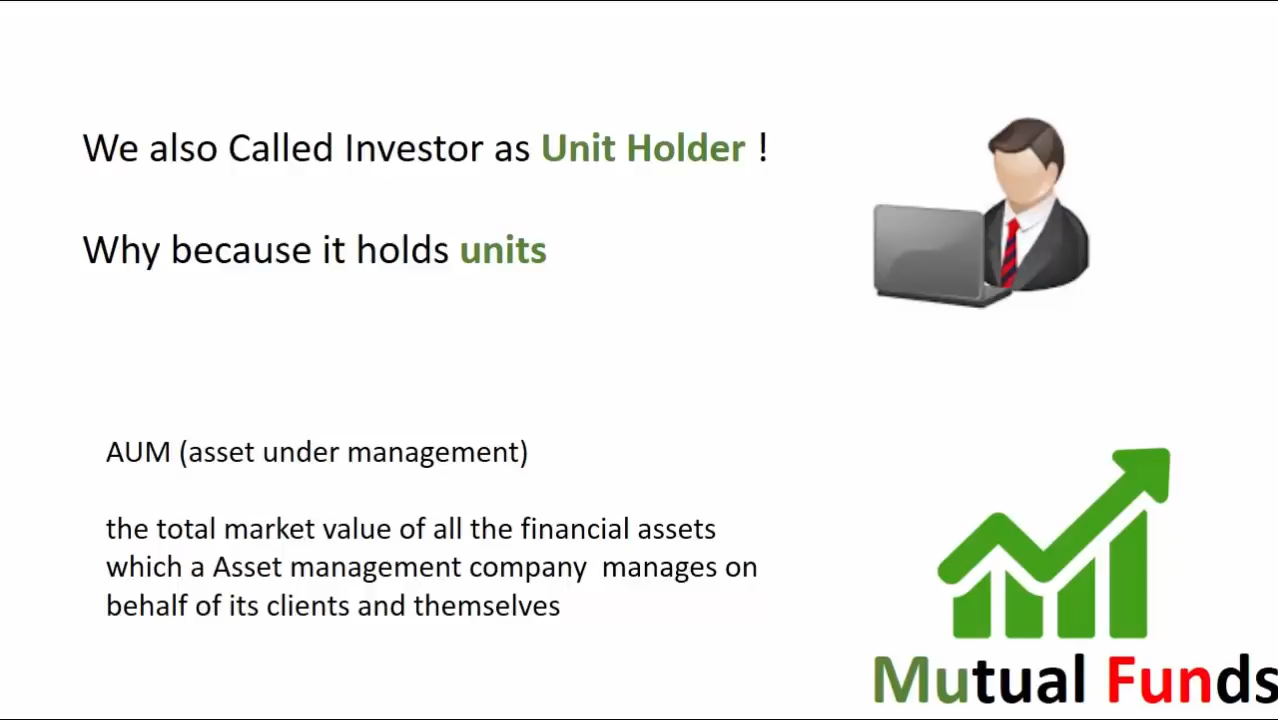 We also Called Investor as Unit Holder !
Why because it holds units
AUM (asset under management)
the total market value of all the financial assets
which a Asset management company manages on
behalf of its clients and themselves
Mutual Funds